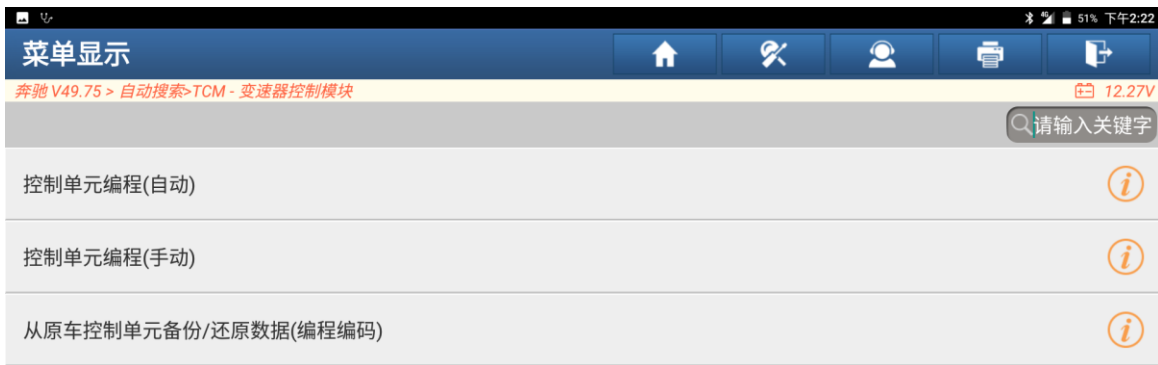 4G 51% 下午2:22
菜单显示
奔驰 V49.75 > 自动搜索>TCM - 变速器控制模块 12.27V
请输入关键字
控制单元编程(自动)
控制单元编程(手动)
从原车控制单元备份/还原数据(编程编码)